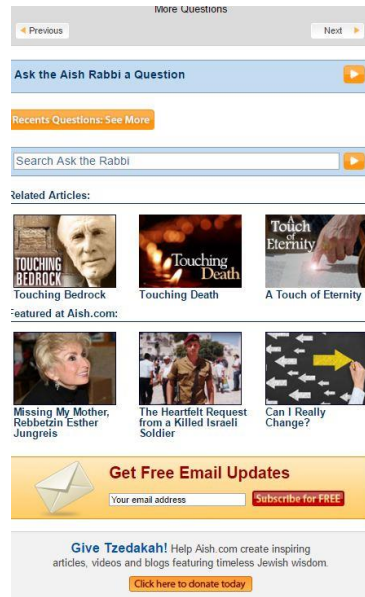 More Questions
Previous
Next
Ask the Aish Rabbi a Question
Recents Questions: See More
Search Ask the Rabbi
Related Articles:
TOUCHING
BEDROCK
Touching
Death
A
Touch
of
Eternity
Touching Bedrock
Touching Death
A Touch of Eternity
Featured at Aish.com:
Missing My Mother,
Rebbetzin Esther
Jungreis
The Heartfelt Request
from a Killed Israeli
Soldier
Can I Really
Change?
Get Free Email Updates
Your email address
Subscribe for FREE
Give Tzedakah! Help Aish.com create inspiring
articles, videos and blogs featuring timeless Jewish wisdom.
Click here to donate today